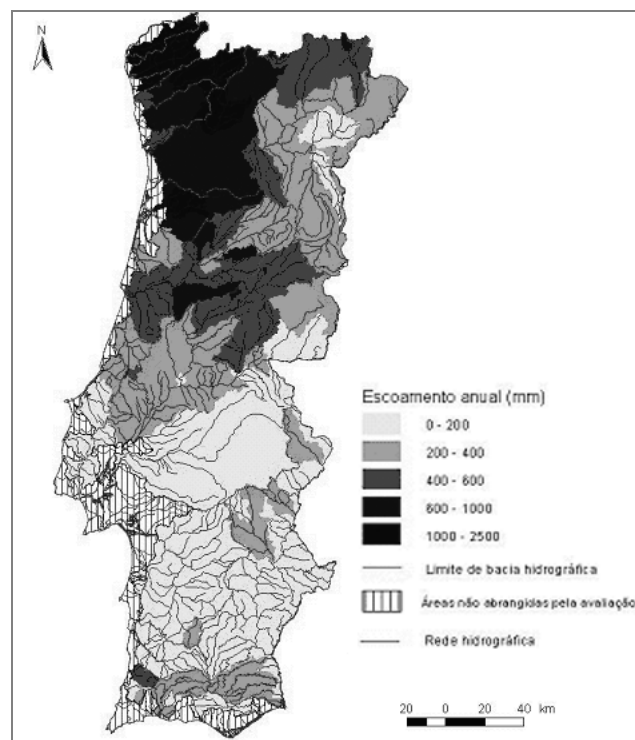 N
Escoamento anual (mm)
0 - 200
200 - 400
400 - 600
600 - 1000
1000 - 2500
Limite de bacia hidrográfica
Áreas não abrangidas pela avaliação
Rede hidrográfica
20 0 20 40 km